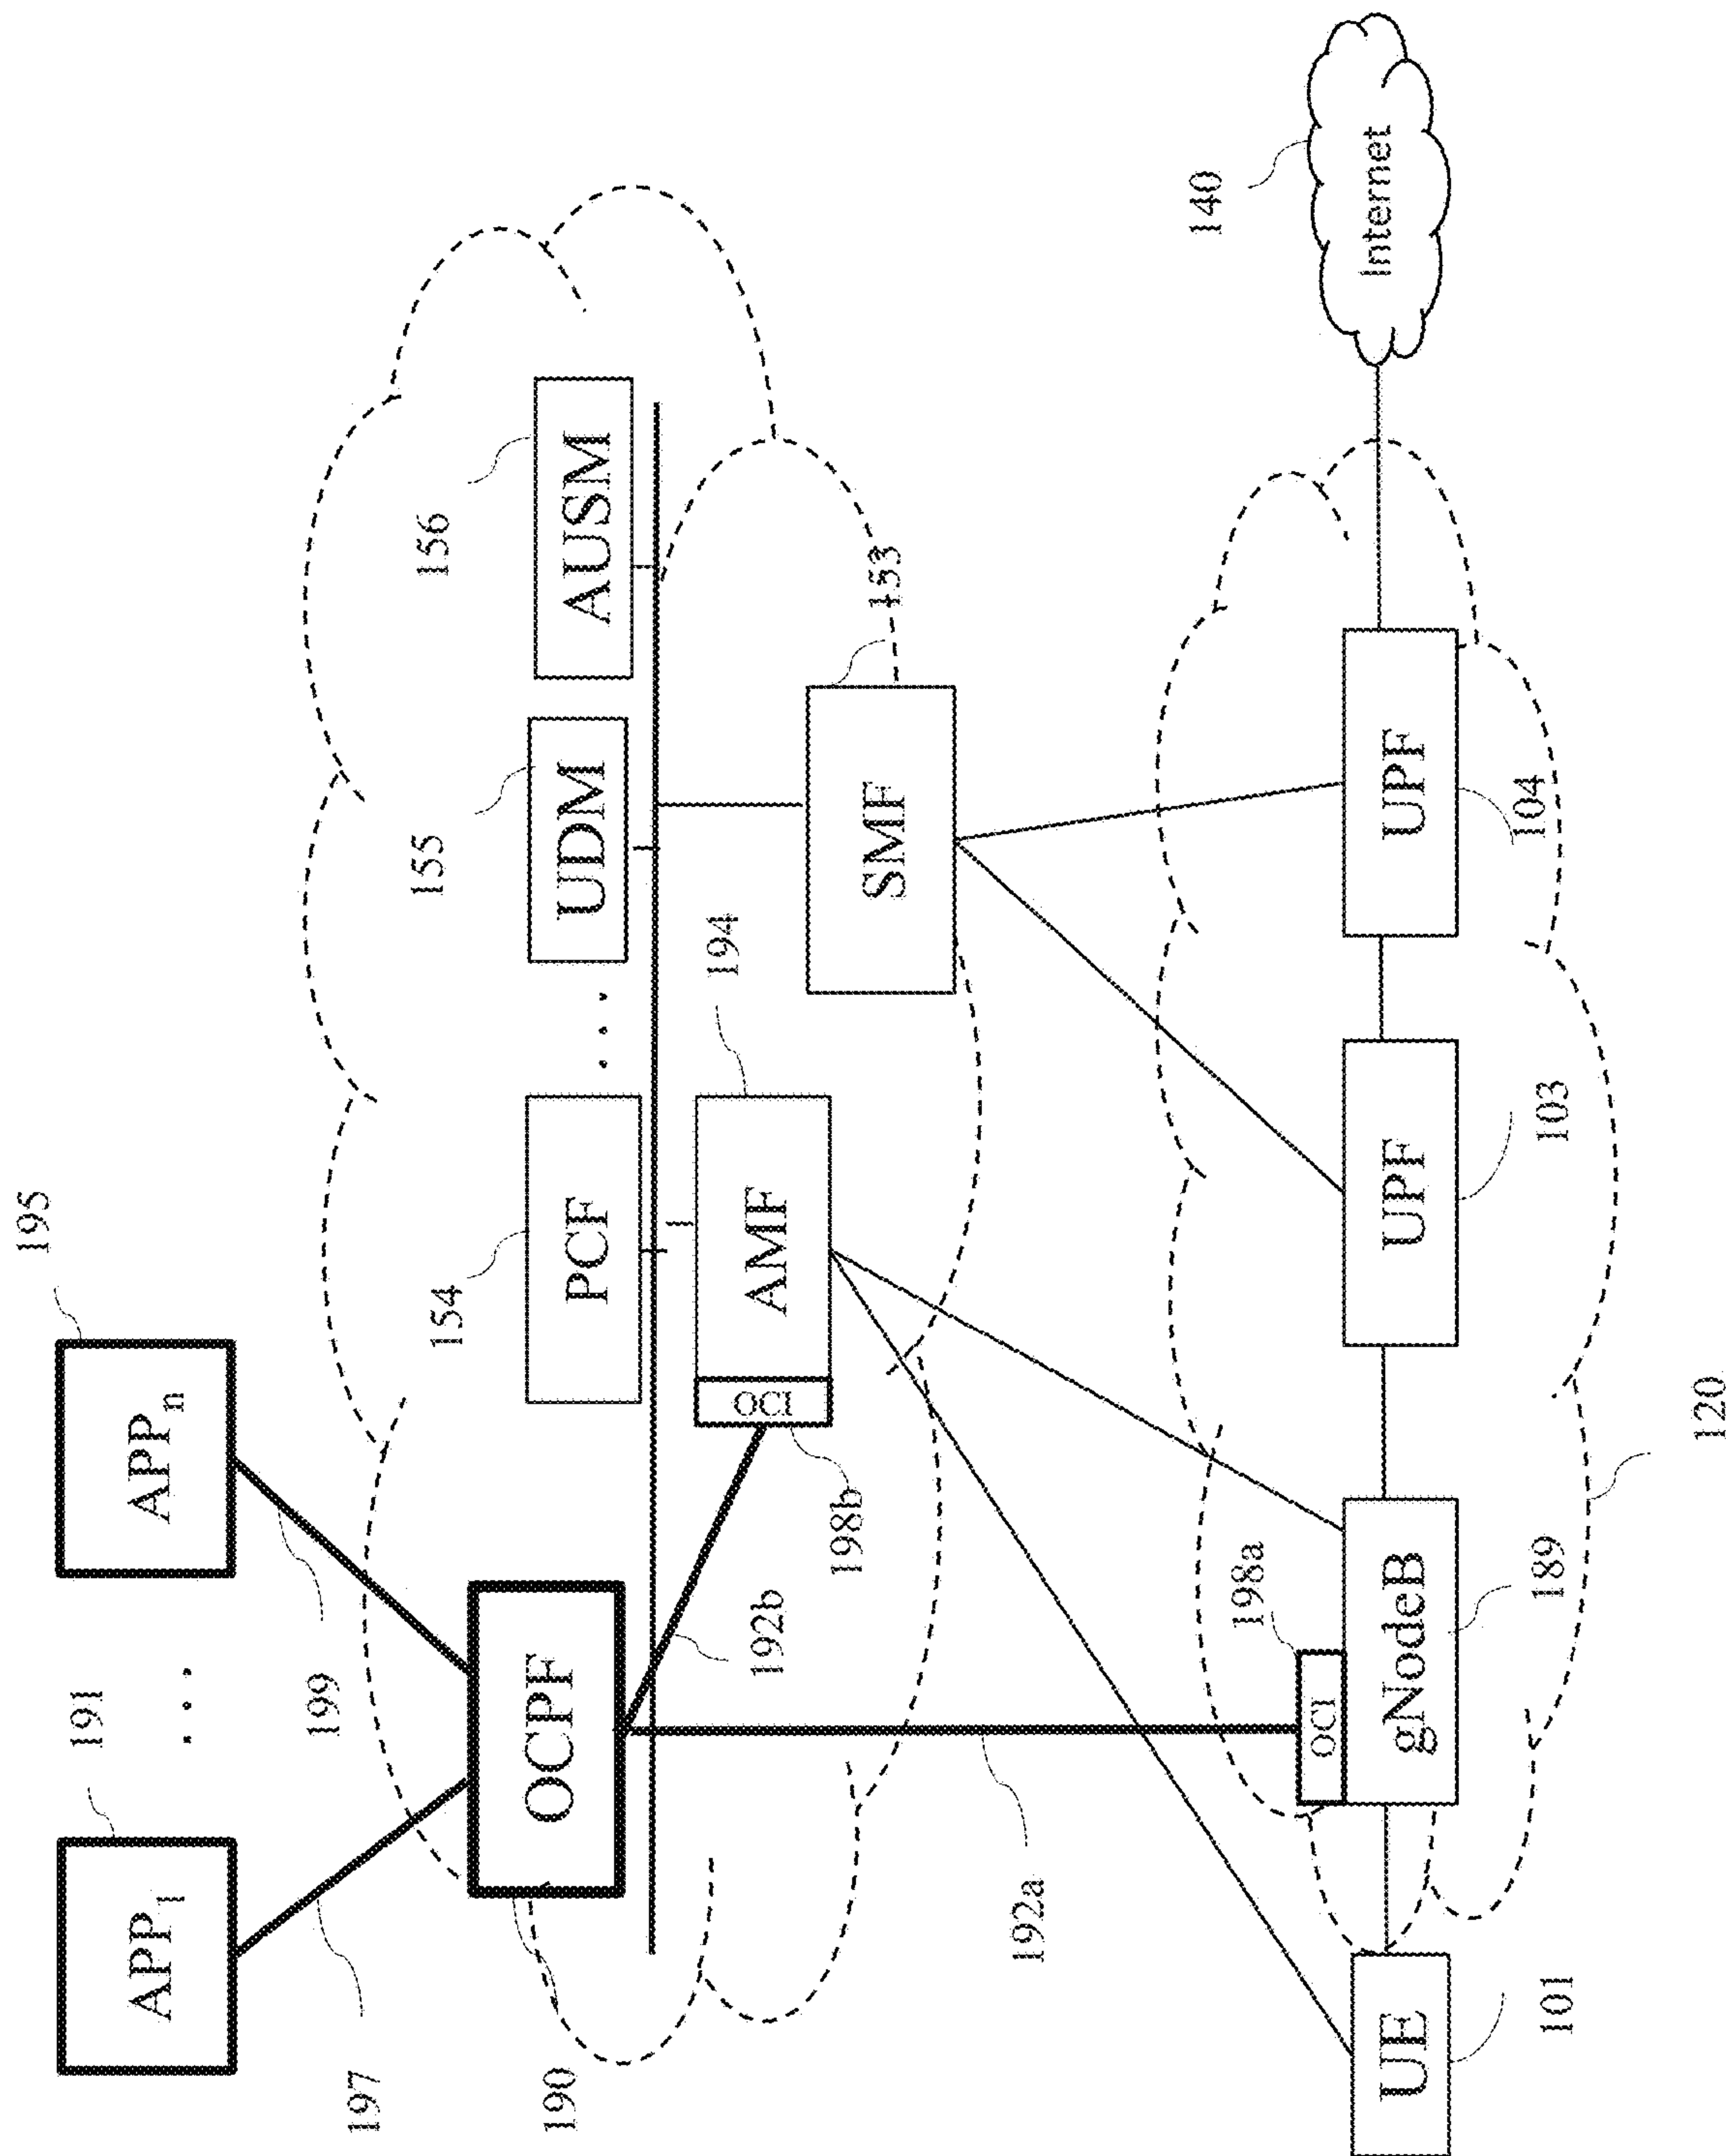 195
191
APP1
. . .
APPn
197
199
190
OCPF
154
PCF
. . .
155
UDM
156
AUSM
192b
OCI
AMF
194
198b
SMF
153
192a
198a
OCI
140
UE
gNodeB
UPF
UPF
Internet
101
189
103
104
120